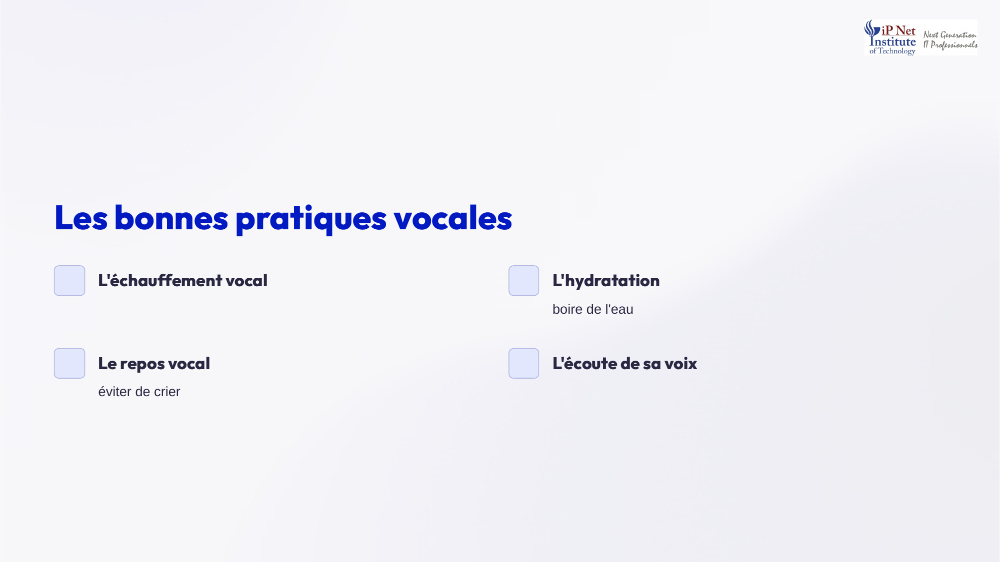 iP Net
Institute
of Technology
Next Generation
IT Professionnels
Les bonnes pratiques vocales
L'échauffement vocal
L'hydratation
boire de l'eau
Le repos vocal
éviter de crier
L'écoute de sa voix